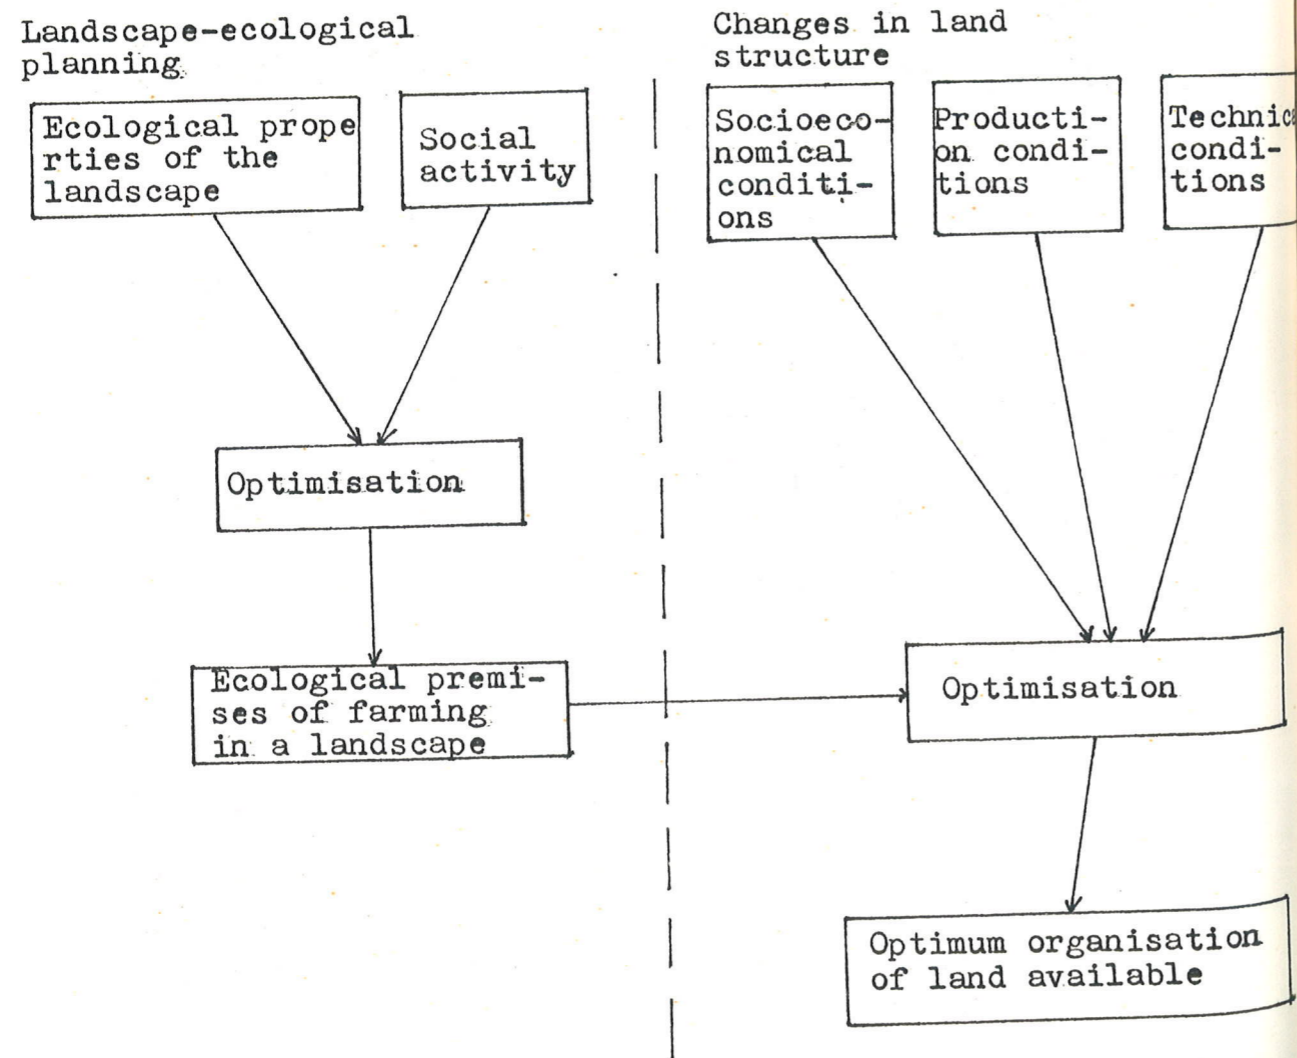 Landscape-ecological
planning
Ecological prope
rties of the
landscape
Social
activity
Optimisation
Ecological premi-
ses of farming
in a landscape
Changes in land
structure
Socioeco-
nomical
conditi-
ons
Producti-
on condi-
tions
Technic
condi-
tions
Optimisation
Optimum organisation
of land available